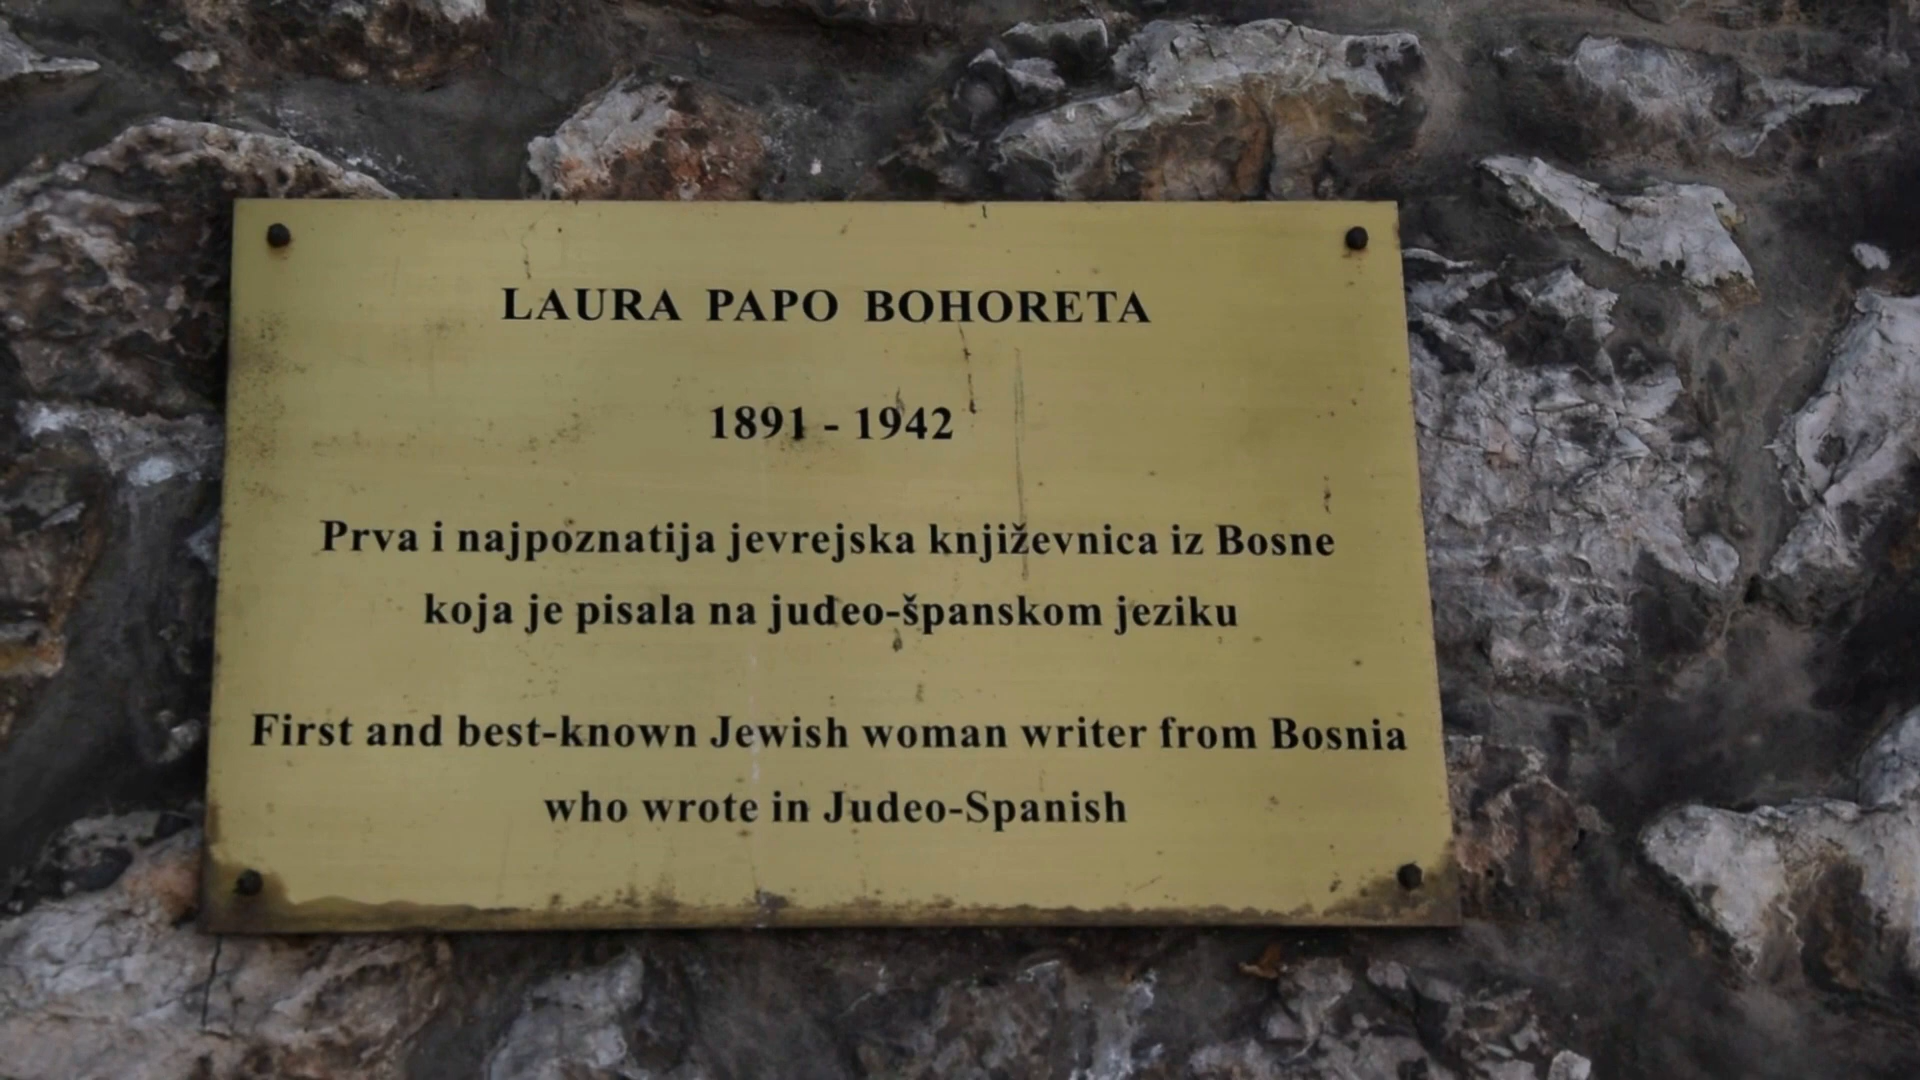 LAURA PAPO BOHORETA
1891 - 1942
Prva i najpoznatija jevrejska književnica iz Bosne
koja je pisala na judeo-španskom jeziku
First and best-known Jewish woman writer from Bosnia
who wrote in Judeo-Spanish